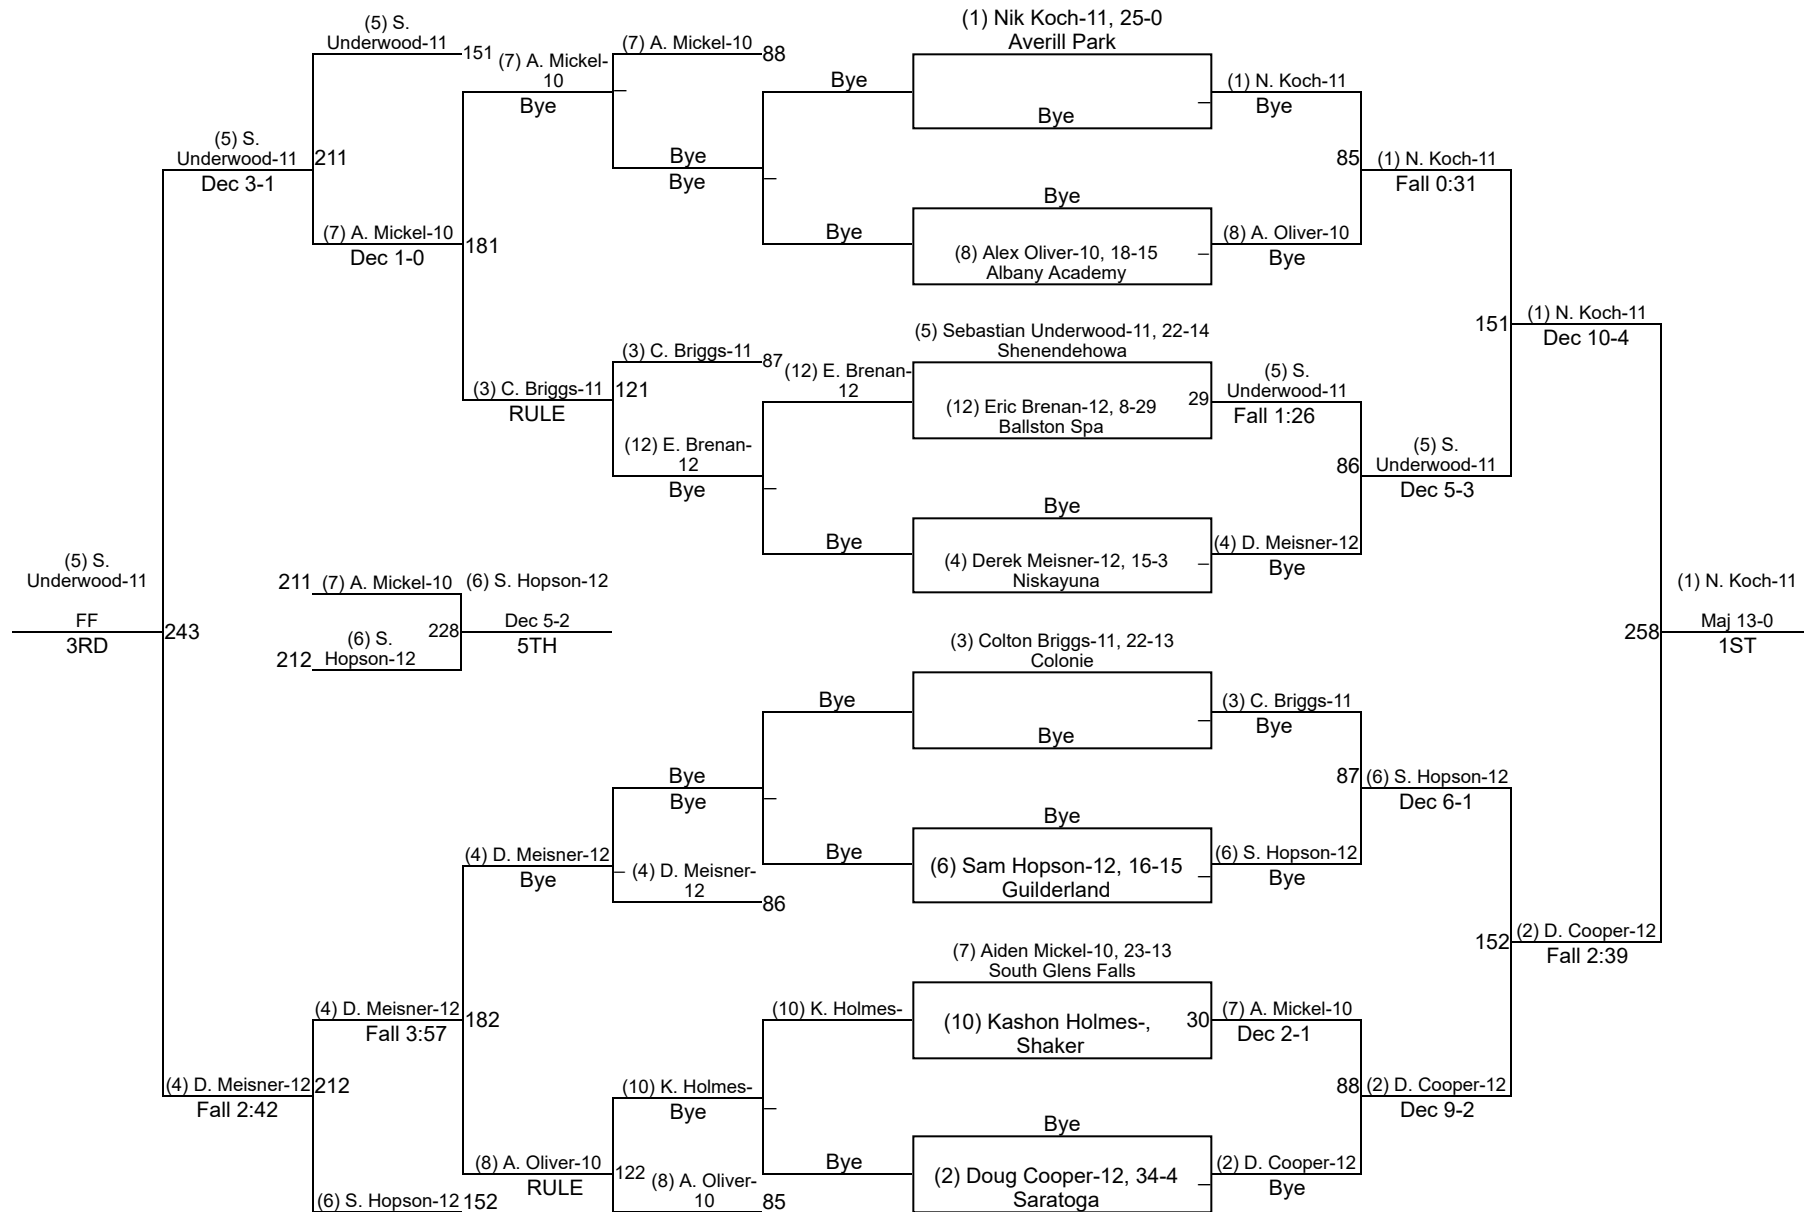 (5) S.
Underwood-11
151
(7) A. Mickel-
10
Bye
(7) A. Mickel-10
88
Bye
(1) Nik Koch-11, 25-0
Averill Park
Bye
(1) N. Koch-11
Bye
(5) S.
Underwood-11
211
Dec 3-1
Bye
Bye
85
(1) N. Koch-11
Fall 0:31
(7) A. Mickel-10
Dec 1-0
181
Bye
Bye
(8) Alex Oliver-10, 18-15
Albany Academy
(8) A. Oliver-10
Bye
(3) C. Briggs-11
87
(3) C. Briggs-11
RULE
121
(12) E. Brenan-
12
(5) Sebastian Underwood-11, 22-14
Shenendehowa
(12) Eric Brenan-12, 8-29
Ballston Spa
29
(5) S.
Underwood-11
Fall 1:26
151
(1) N. Koch-11
Dec 10-4
(12) E. Brenan-
12
Bye
86
(5) S.
Underwood-11
Dec 5-3
Bye
Bye
(4) Derek Meisner-12, 15-3
Niskayuna
(4) D. Meisner-12
Bye
(5) S.
Underwood-11
FF
3RD
243
211
(7) A. Mickel-10
(6) S. Hopson-12
212
(6) S.
Hopson-12
228
Dec 5-2
5TH
258
(1) N. Koch-11
Maj 13-0
1ST
Bye
(3) Colton Briggs-11, 22-13
Colonie
Bye
(3) C. Briggs-11
Bye
Bye
Bye
87
(6) S. Hopson-12
Dec 6-1
(4) D. Meisner-12
Bye
(4) D. Meisner-
12
86
Bye
Bye
(6) Sam Hopson-12, 16-15
Guilderland
(6) S. Hopson-12
Bye
152
(2) D. Cooper-12
Fall 2:39
(4) D. Meisner-12
Fall 3:57
182
(10) K. Holmes-
(7) Aiden Mickel-10, 23-13
South Glens Falls
(10) Kashon Holmes-,
Shaker
30
(7) A. Mickel-10
Dec 2-1
(4) D. Meisner-12
Fall 2:42
212
(10) K. Holmes-
Bye
88
(2) D. Cooper-12
Dec 9-2
(8) A. Oliver-10
RULE
122
(8) A. Oliver-
10
85
Bye
Bye
(2) Doug Cooper-12, 34-4
Saratoga
(2) D. Cooper-12
Bye
(6) S. Hopson-12
152